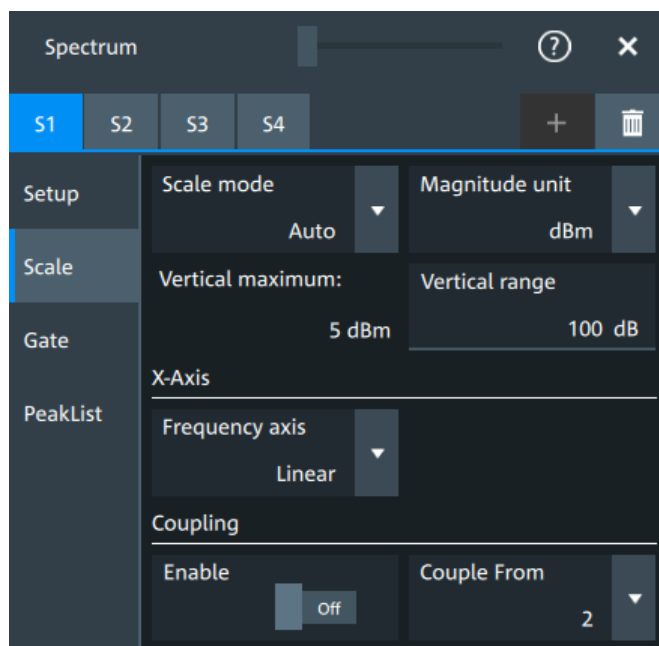 Spectrum ? ×
S1 S2 S3 S4 +
Setup
Scale
Gate
PeakList
Scale mode
Auto
Magnitude unit
dBm
Vertical maximum:
5 dBm
Vertical range
100 dB
X-Axis
Frequency axis
Linear
Coupling
Enable
Off
Couple From
2